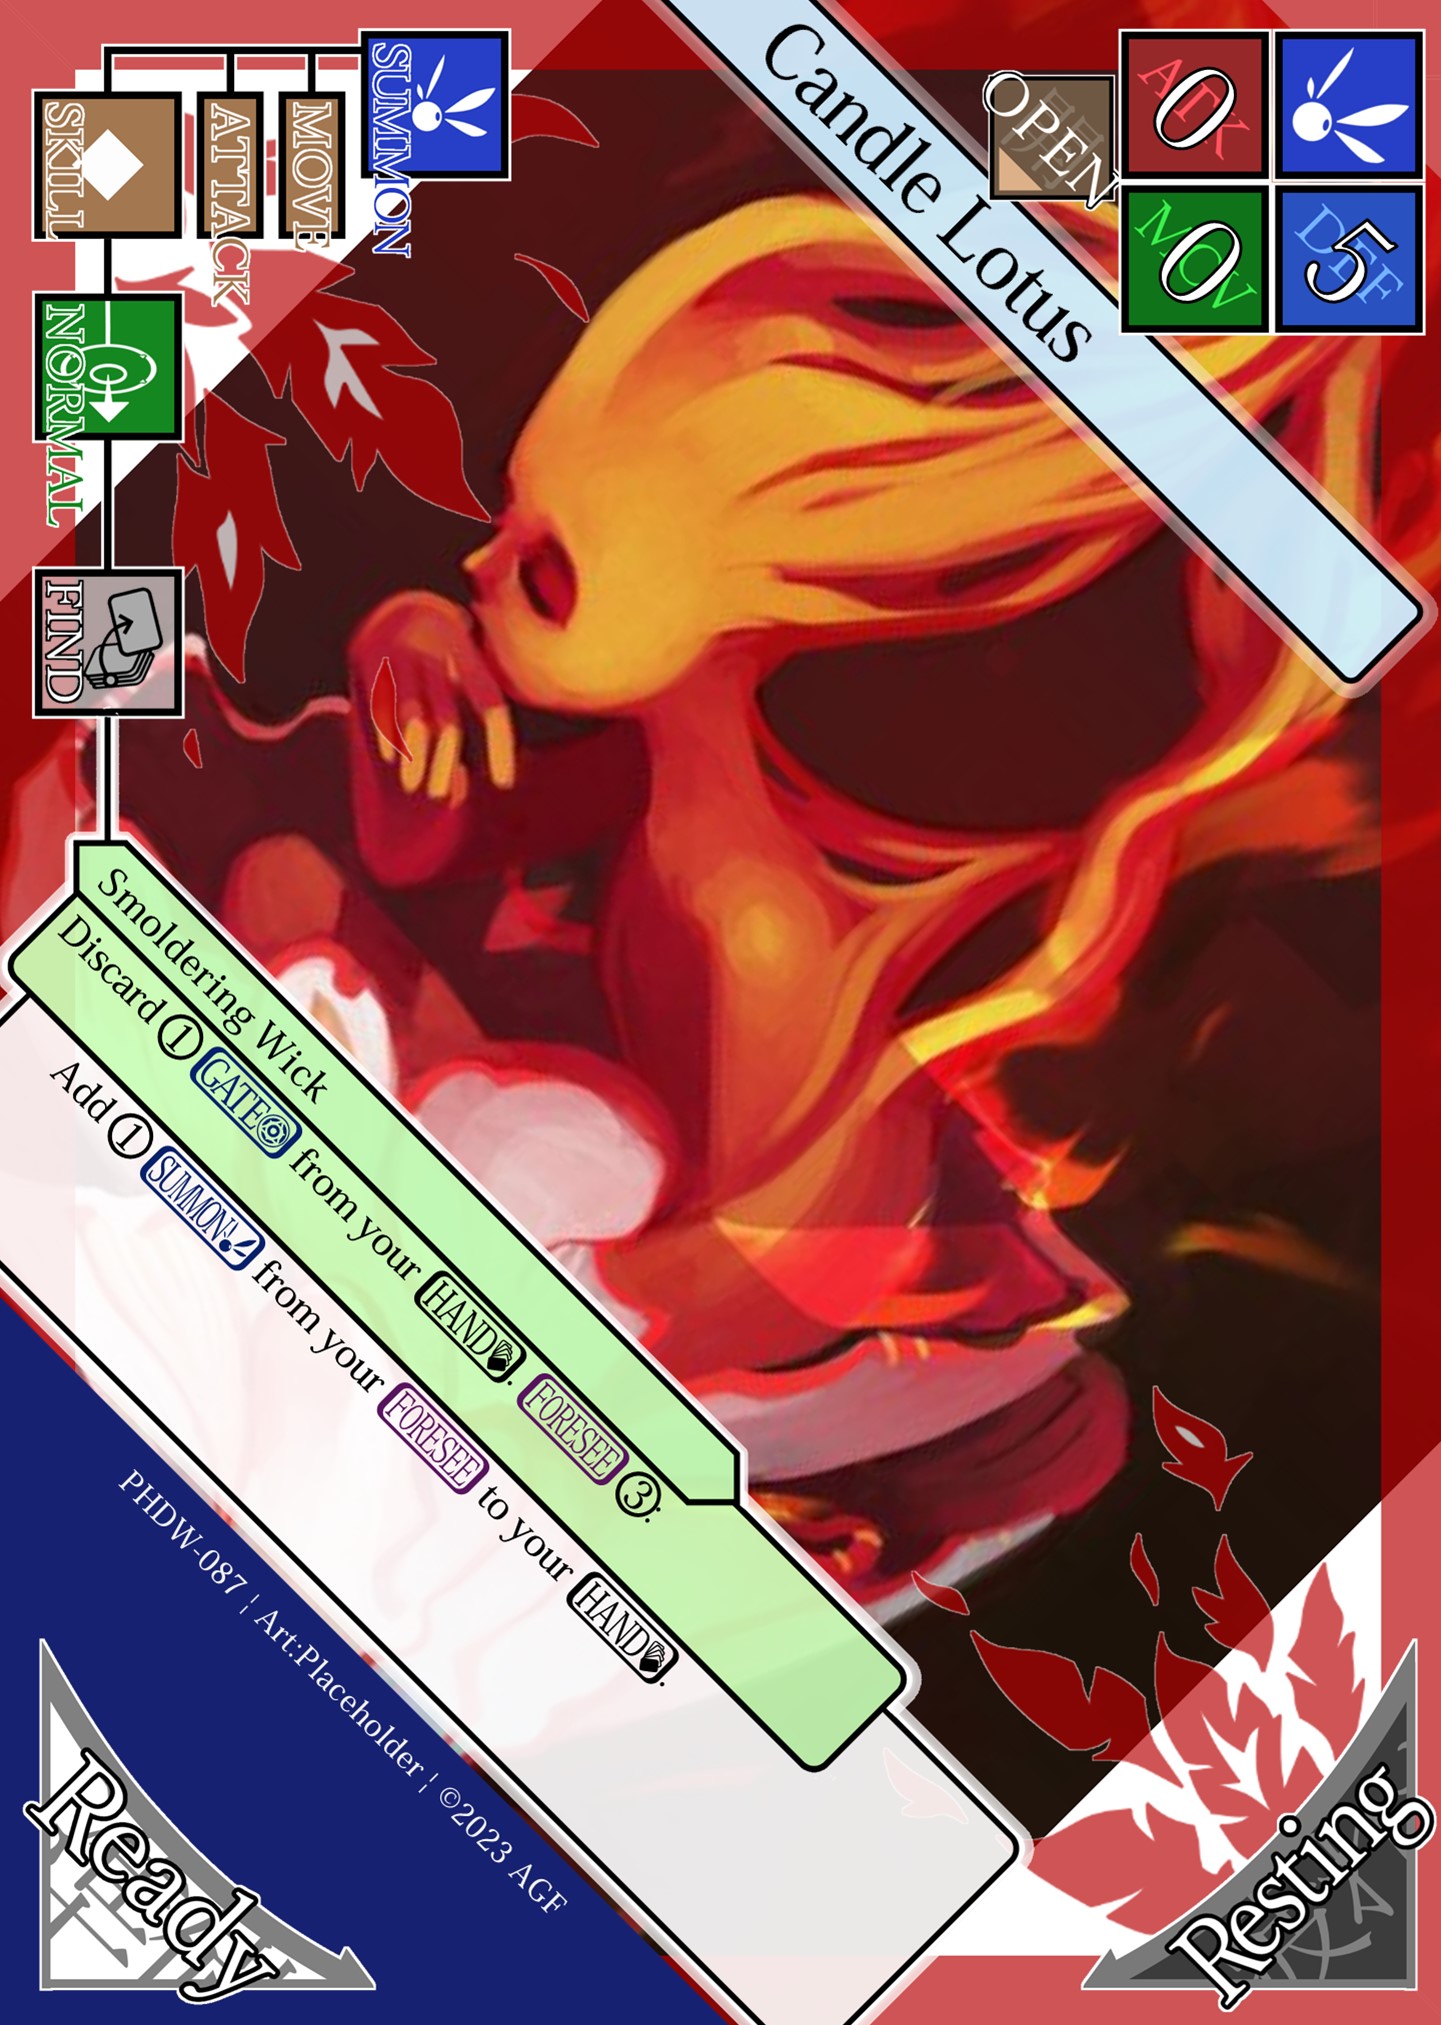 Candle Lotus
OPEN
ATK 0
MOV 0
DEF 5
SUMMON
MOVE
ATTACK
SKILL
NORMAL
FIND
Smoldering Wick
Discard 1 GATE from your HAND. FORESEE 3:
Add 1 SUMMON from your FORESEE to your HAND.
PHDW-087 ¦ Art:Placeholder ¦ ©2023 AGF
Ready
Resting